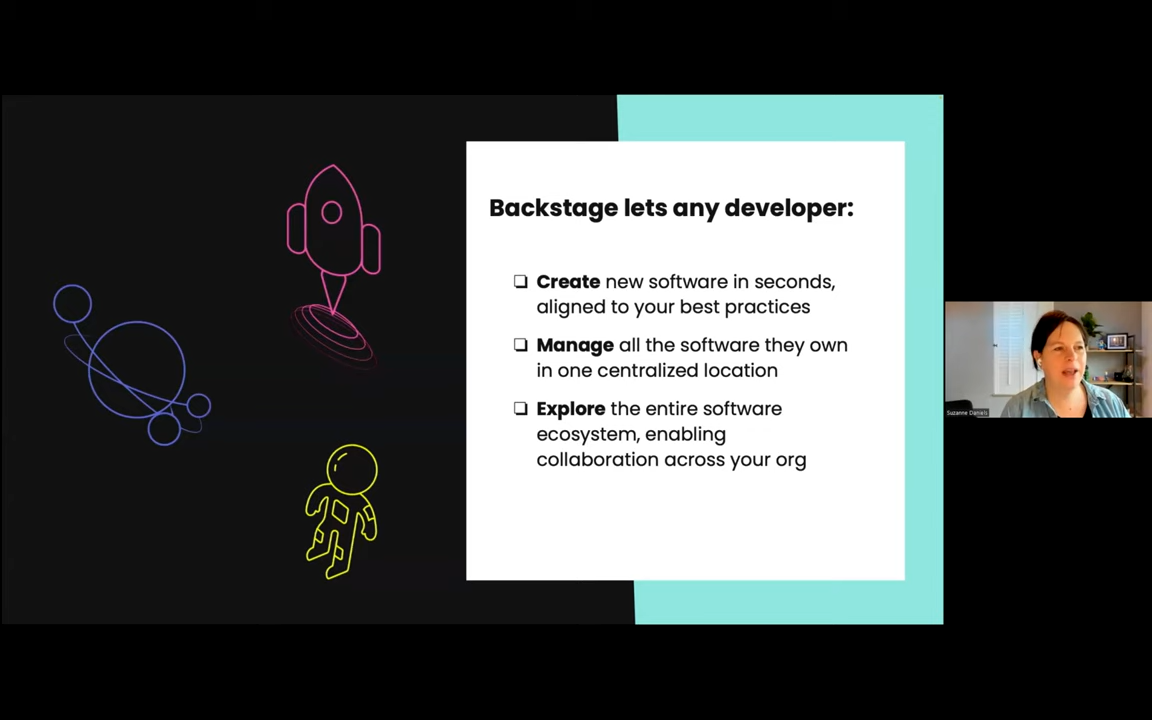 Backstage lets any developer:
❏ Create new software in seconds,
aligned to your best practices
❏ Manage all the software they own
in one centralized location
❏ Explore the entire software
ecosystem, enabling
collaboration across your org
Suzanne Daniels